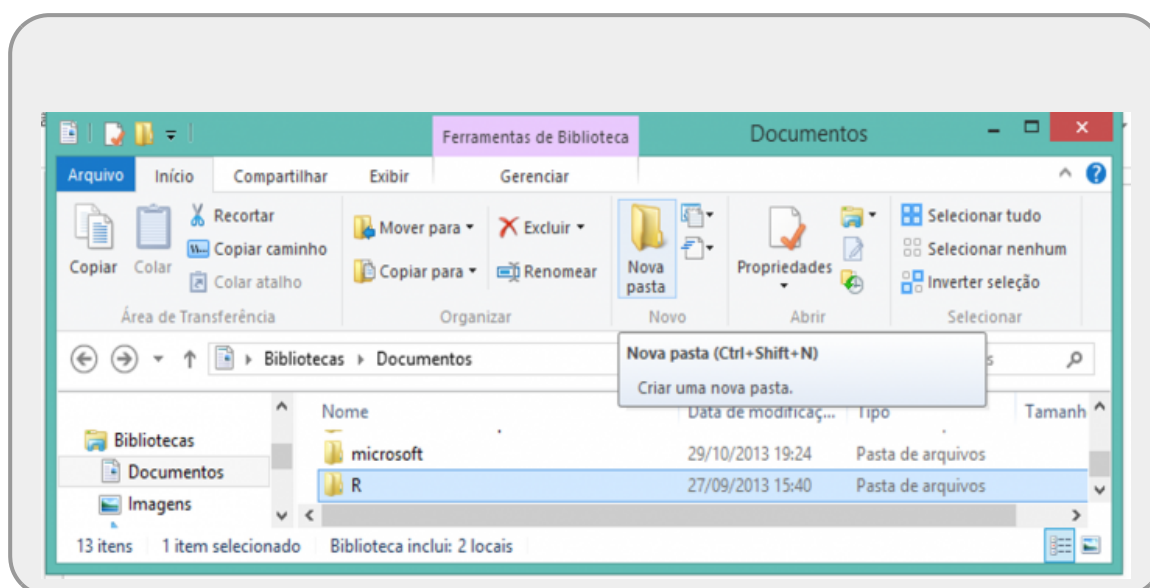 Ferramentas de Biblioteca
Documentos
Arquivo Início Compartilhar Exibir Gerenciar
Copiar
Colar
Recortar
Copiar caminho
Colar atalho
Área de Transferência
Mover para
Copiar para
Excluir
Renomear
Organizar
Nova
pasta
Novo
Propriedades
Abrir
Selecionar tudo
Selecionar nenhum
Inverter seleção
Selecionar
Bibliotecas Documentos
Nova pasta (Ctrl+Shift+N)
Criar uma nova pasta.
Bibliotecas
Documentos
Imagens
Nome Data de modificaç... Tipo Tamanh
microsoft 29/10/2013 19:24 Pasta de arquivos
R 27/09/2013 15:40 Pasta de arquivos
13 itens 1 item selecionado Biblioteca inclui: 2 locais